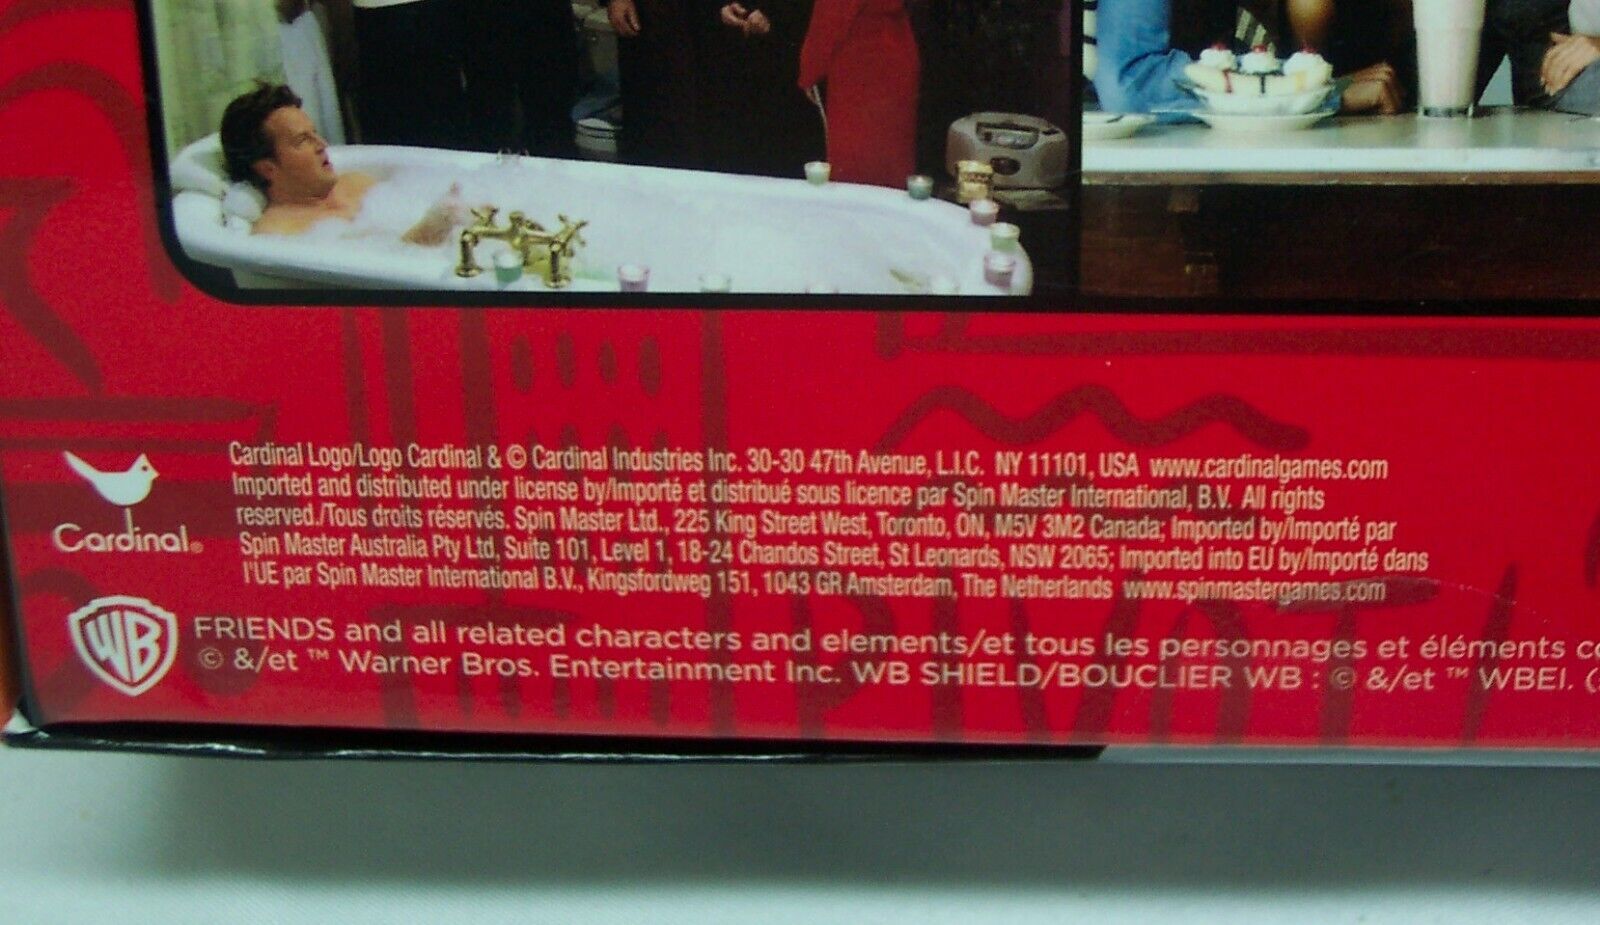 Cardinal Logo/Logo Cardinal & © Cardinal Industries Inc. 30-30 47th Avenue, L.I.C. NY 11101, USA www.cardinalgames.com
Imported and distributed under license by/Importé et distribué sous licence par Spin Master International, B.V. All rights
reserved./Tous droits réservés. Spin Master Ltd., 225 King Street West, Toronto, ON, M5V 3M2 Canada; Imported by/Importé par
Spin Master Australia Pty Ltd, Suite 101, Level 1, 18-24 Chandos Street, St Leonards, NSW 2065; Imported into EU by/Importé dans
l'UE par Spin Master International B.V., Kingsfordweg 151, 1043 GR Amsterdam, The Netherlands www.spinmastergames.com
Cardinal®
WB
FRIENDS and all related characters and elements/et tous les personnages et éléments
© &/et ™ Warner Bros. Entertainment Inc. WB SHIELD/BOUCLIER WB : © &/et ™ WBEI.
PIVOT!